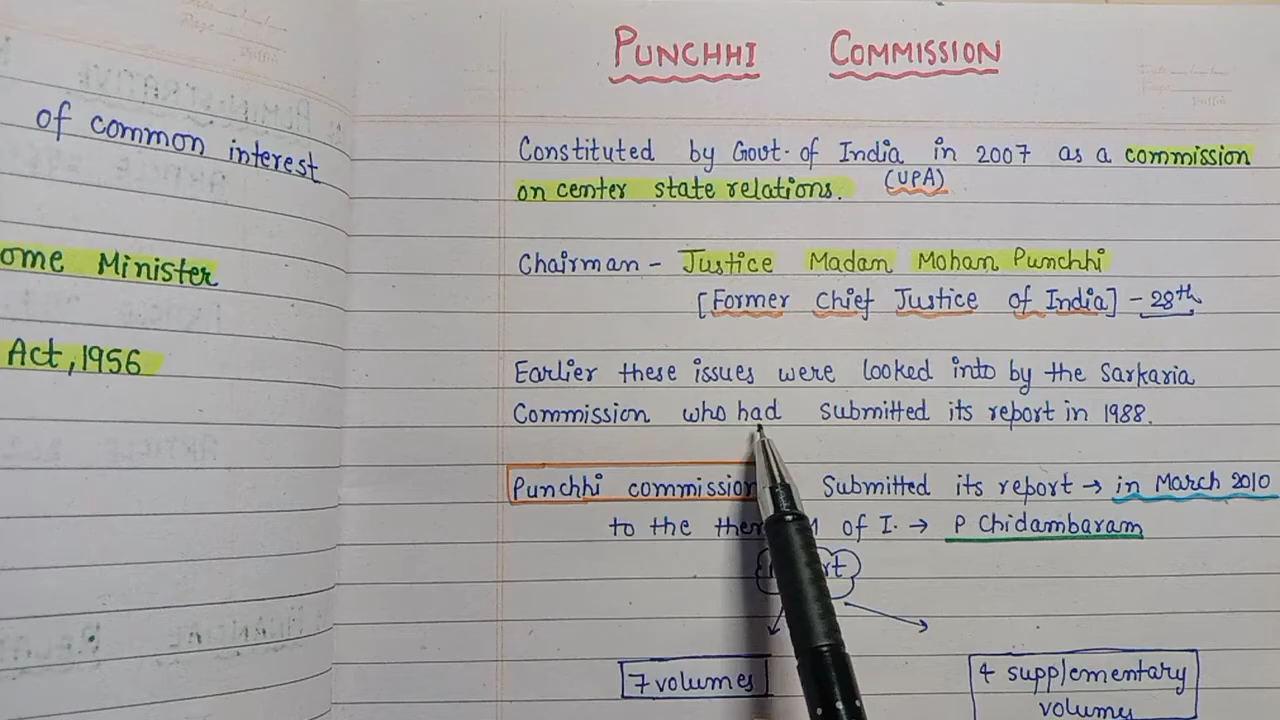 of common interest
ome Minister
Act, 1956
PUNCHHI COMMISSION
Constituted by Govt. of India in 2007 as a commission
on center state relations. (UPA)
Chairman - Justice Madan Mohan Punchhi
[Former Chief Justice of India] - 28th
Earlier these issues were looked into by the Sarkaria
Commission who had submitted its report in 1988.
Punchhi commission Submitted its report → in March 2010
to the then of I. → P Chidambaram
7 volumes
4 supplementary
volumes